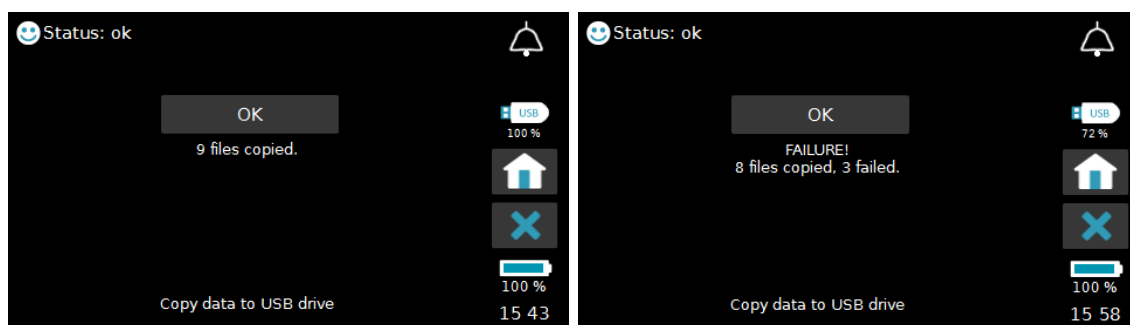 Status: ok
OK
9 files copied.
USB
100 %
100 %
Copy data to USB drive
15 43
Status: ok
OK
FAILURE!
8 files copied, 3 failed.
USB
72 %
100 %
Copy data to USB drive
15 58